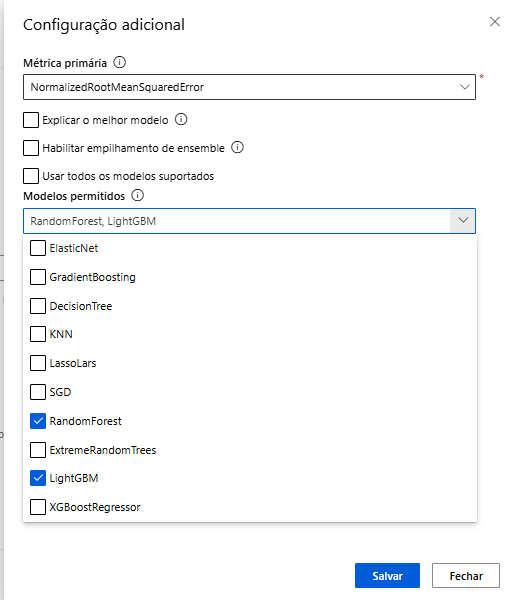 Configuração adicional
Métrica primária
NormalizedRootMeanSquaredError
*
Explicar o melhor modelo
Habilitar empilhamento de ensemble
Usar todos os modelos suportados
Modelos permitidos
RandomForest, LightGBM
ElasticNet
GradientBoosting
DecisionTree
KNN
LassoLars
SGD
RandomForest
ExtremeRandomTrees
LightGBM
XGBoostRegressor
Salvar
Fechar